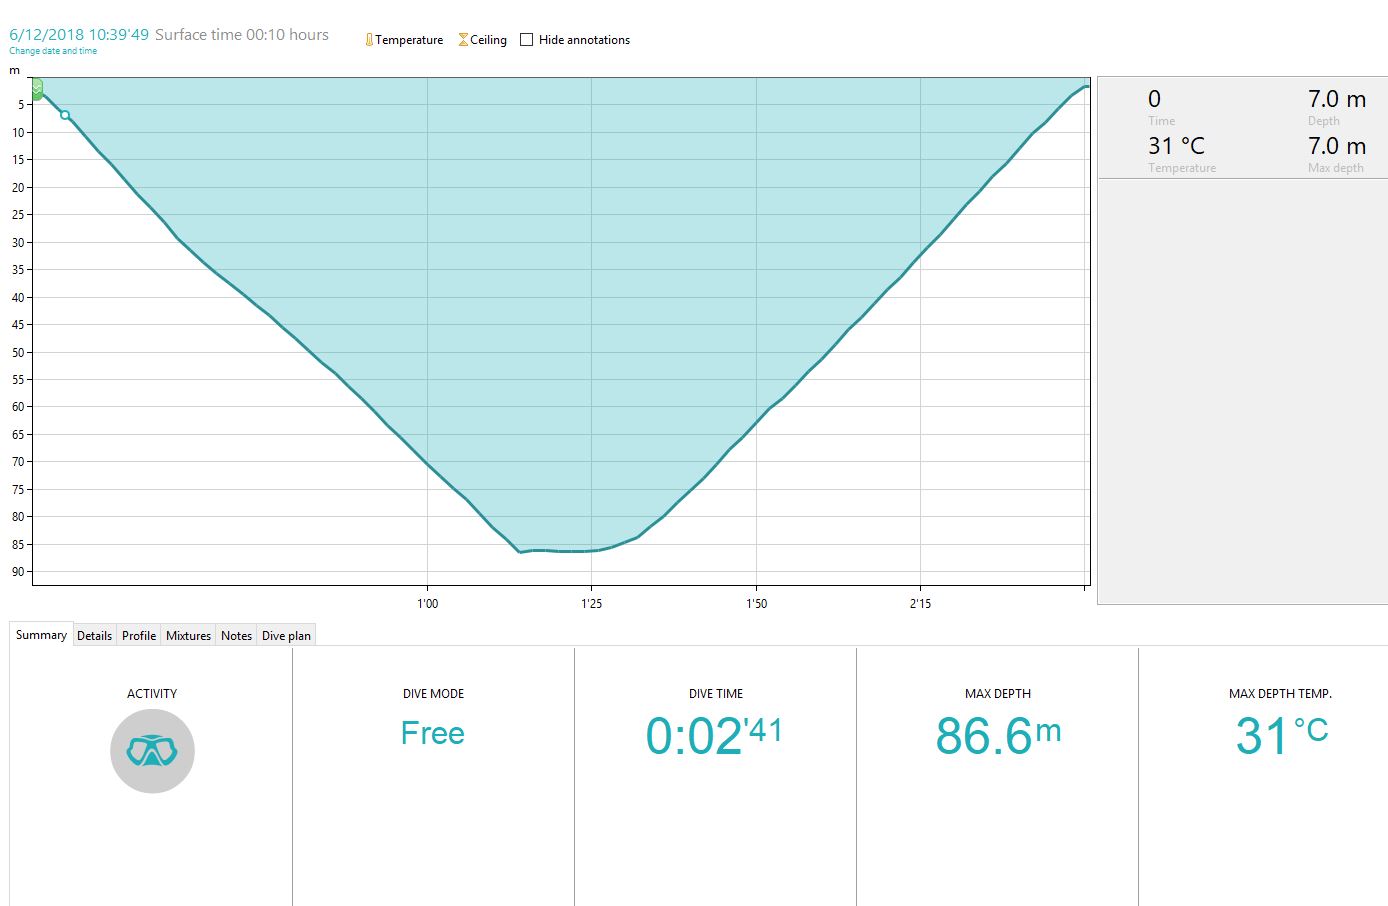 6/12/2018 10:39'49 Surface time 00:10 hours
Change date and time
Temperature Ceiling Hide annotations
m
5
10
15
20
25
30
35
40
45
50
55
60
65
70
75
80
85
90
1'00 1'25 1'50 2'15
0 7.0 m
Time Depth
31 °C 7.0 m
Temperature Max depth
Summary Details Profile Mixtures Notes Dive plan
ACTIVITY DIVE MODE DIVE TIME MAX DEPTH MAX DEPTH TEMP.
Free 0:02'41 86.6m 31°C